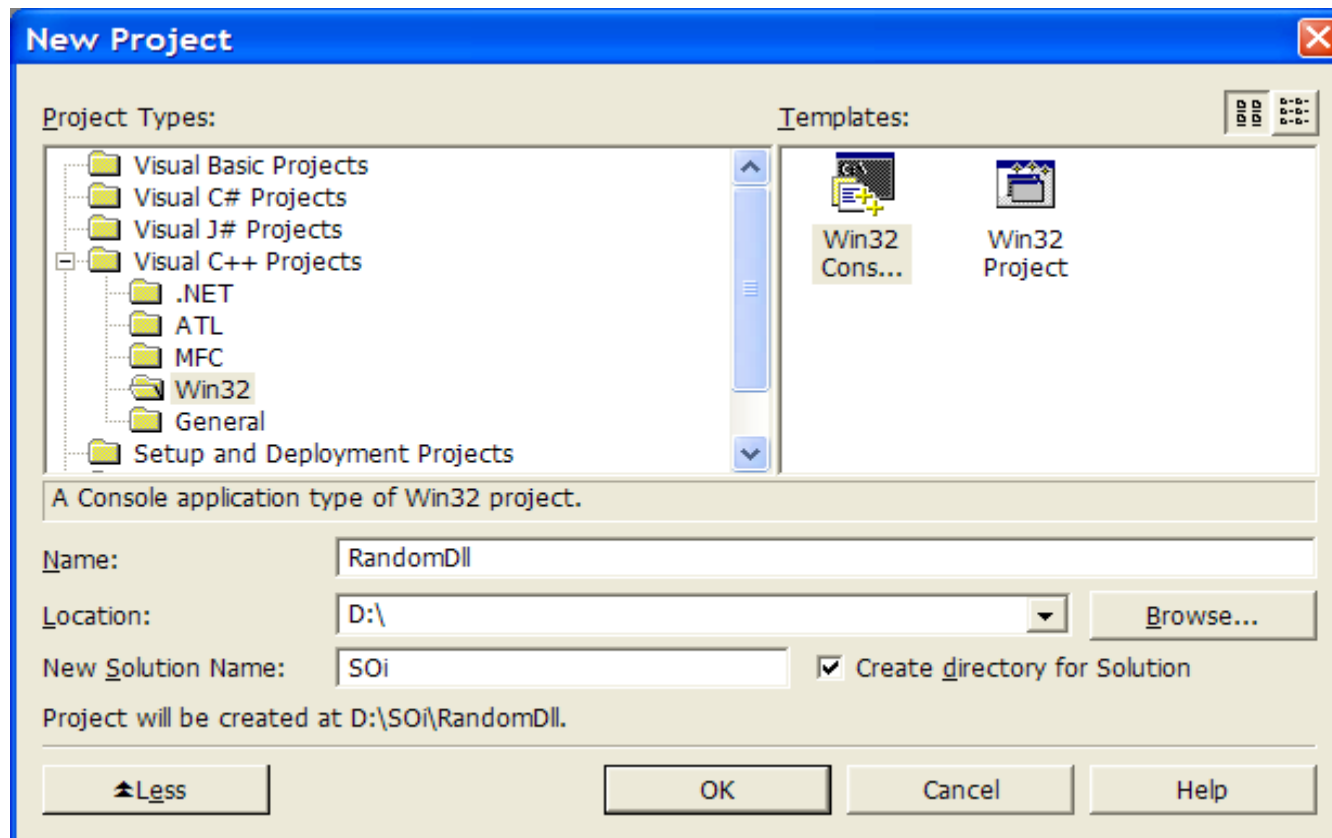 New Project
Project Types:
Templates:
Visual Basic Projects
Visual C# Projects
Visual J# Projects
Visual C++ Projects
.NET
ATL
MFC
Win32
General
Setup and Deployment Projects
Win32
Cons...
Win32
Project
A Console application type of Win32 project.
Name:
RandomDll
Location:
D:\
Browse...
New Solution Name:
SOi
Create directory for Solution
Project will be created at D:\SOi\RandomDll.
Less
OK
Cancel
Help